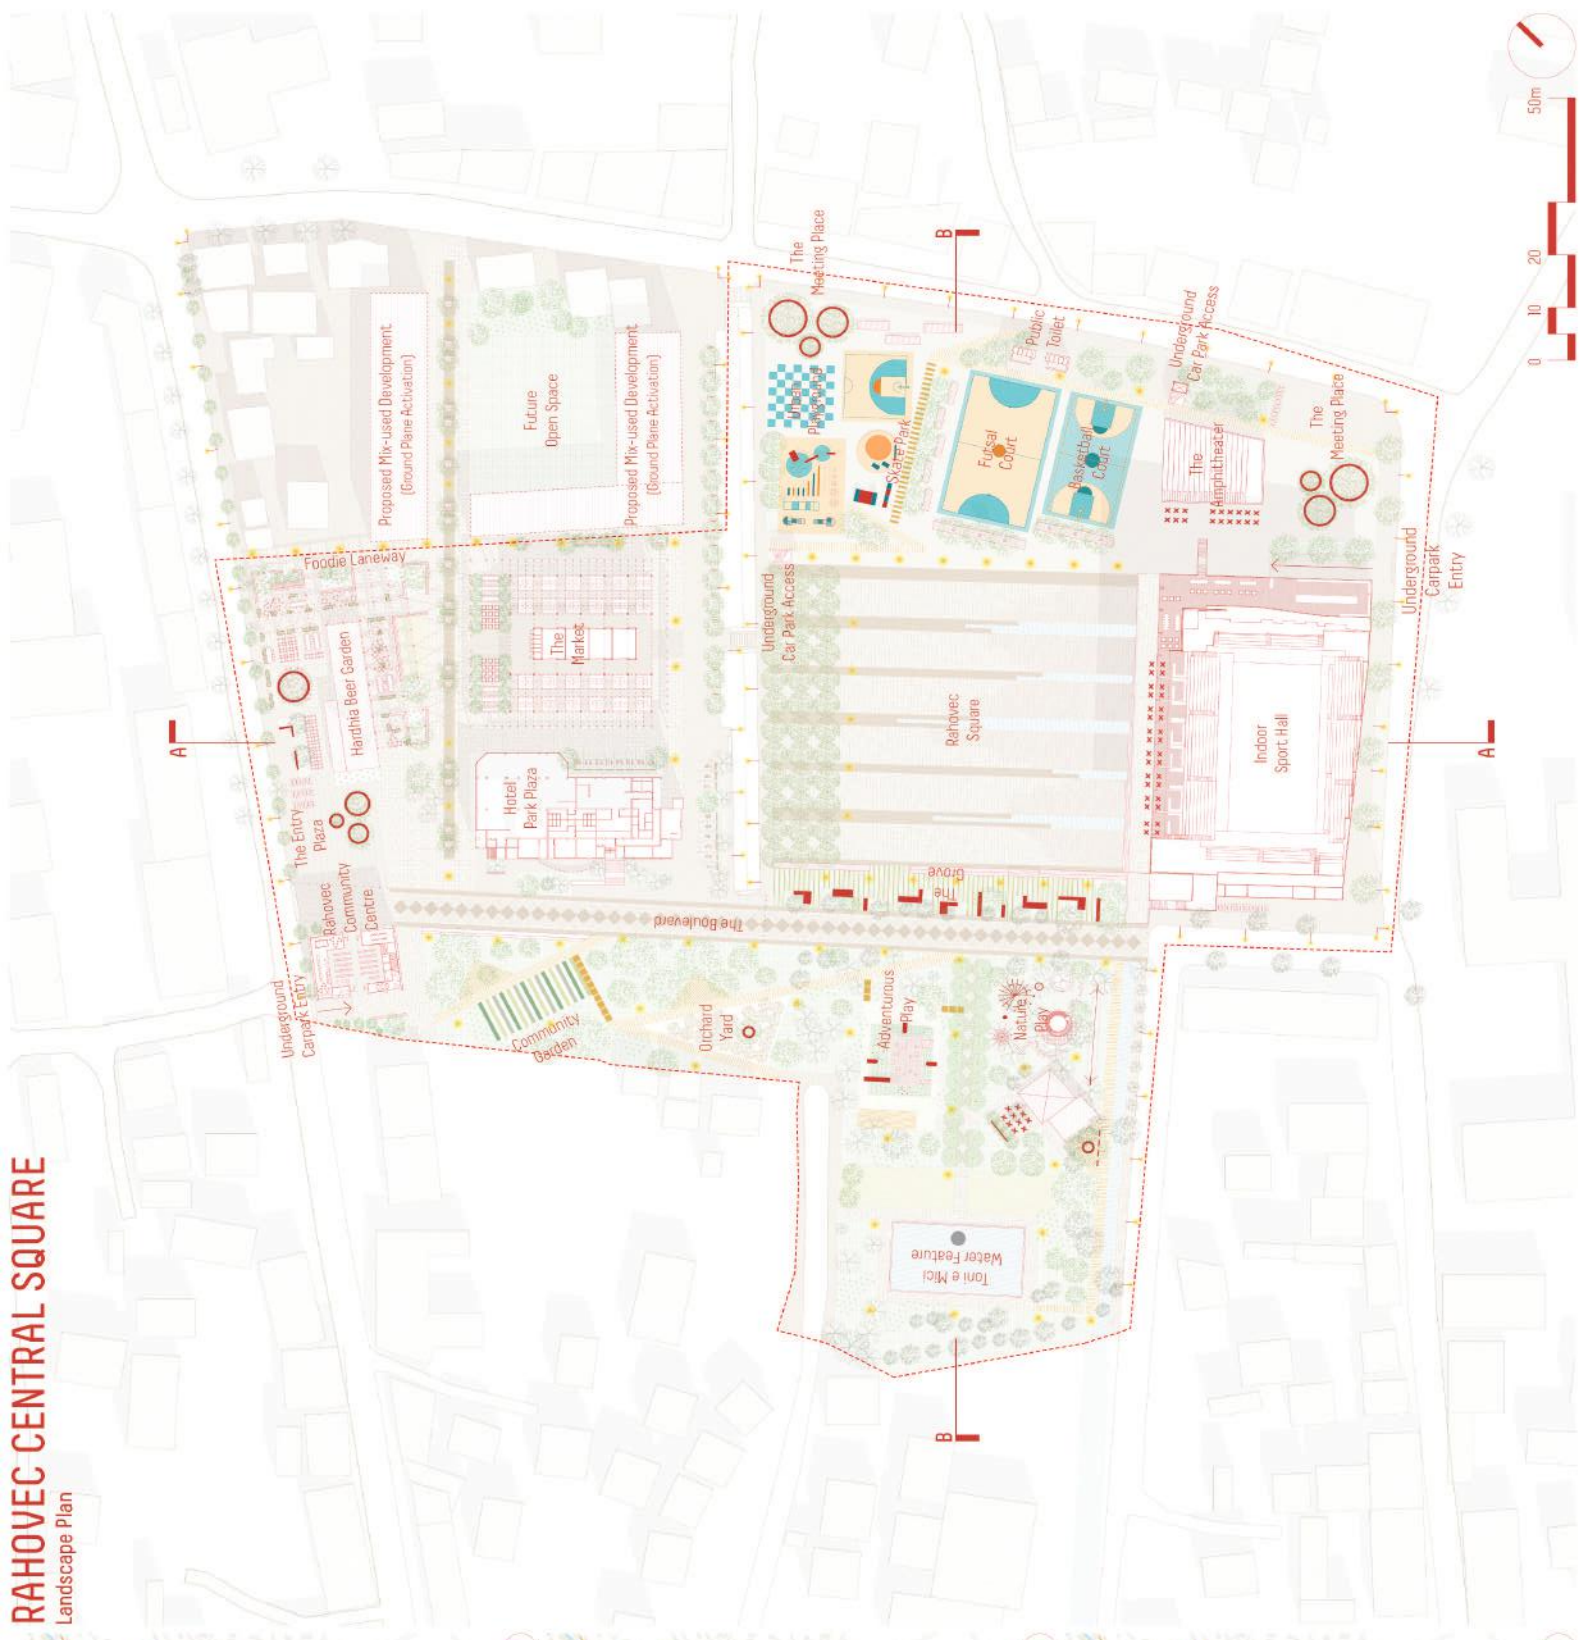 RAHOVEC CENTRAL SQUARE
Landscape Plan
Underground
Carpark Entry
Rahovec
Community
Centre
The Entry
Plaza
Hardhia Beer Garden
Foodie Laneway
Proposed Mix-used Development
(Ground Plane Activation)
Future
Open Space
Proposed Mix-used Development
(Ground Plane Activation)
The
Market
Hotel
Park Plaza
The Boulevard
Community
Garden
Orchard
Yard
Adventurous
Play
Nature
Play
Toni e Mici
Water Feature
The
Grove
Rahovec
Square
Underground
Car Park Access
Urban
Playground
Skate Park
The
Meeting Place
Futsal
Court
Basketball
Court
Public
Toilet
Underground
Car Park Access
The
Amphitheater
The
Meeting Place
Underground
Carpark
Entry
Indoor
Sport Hall
A
A
B
B
0
10
20
50m